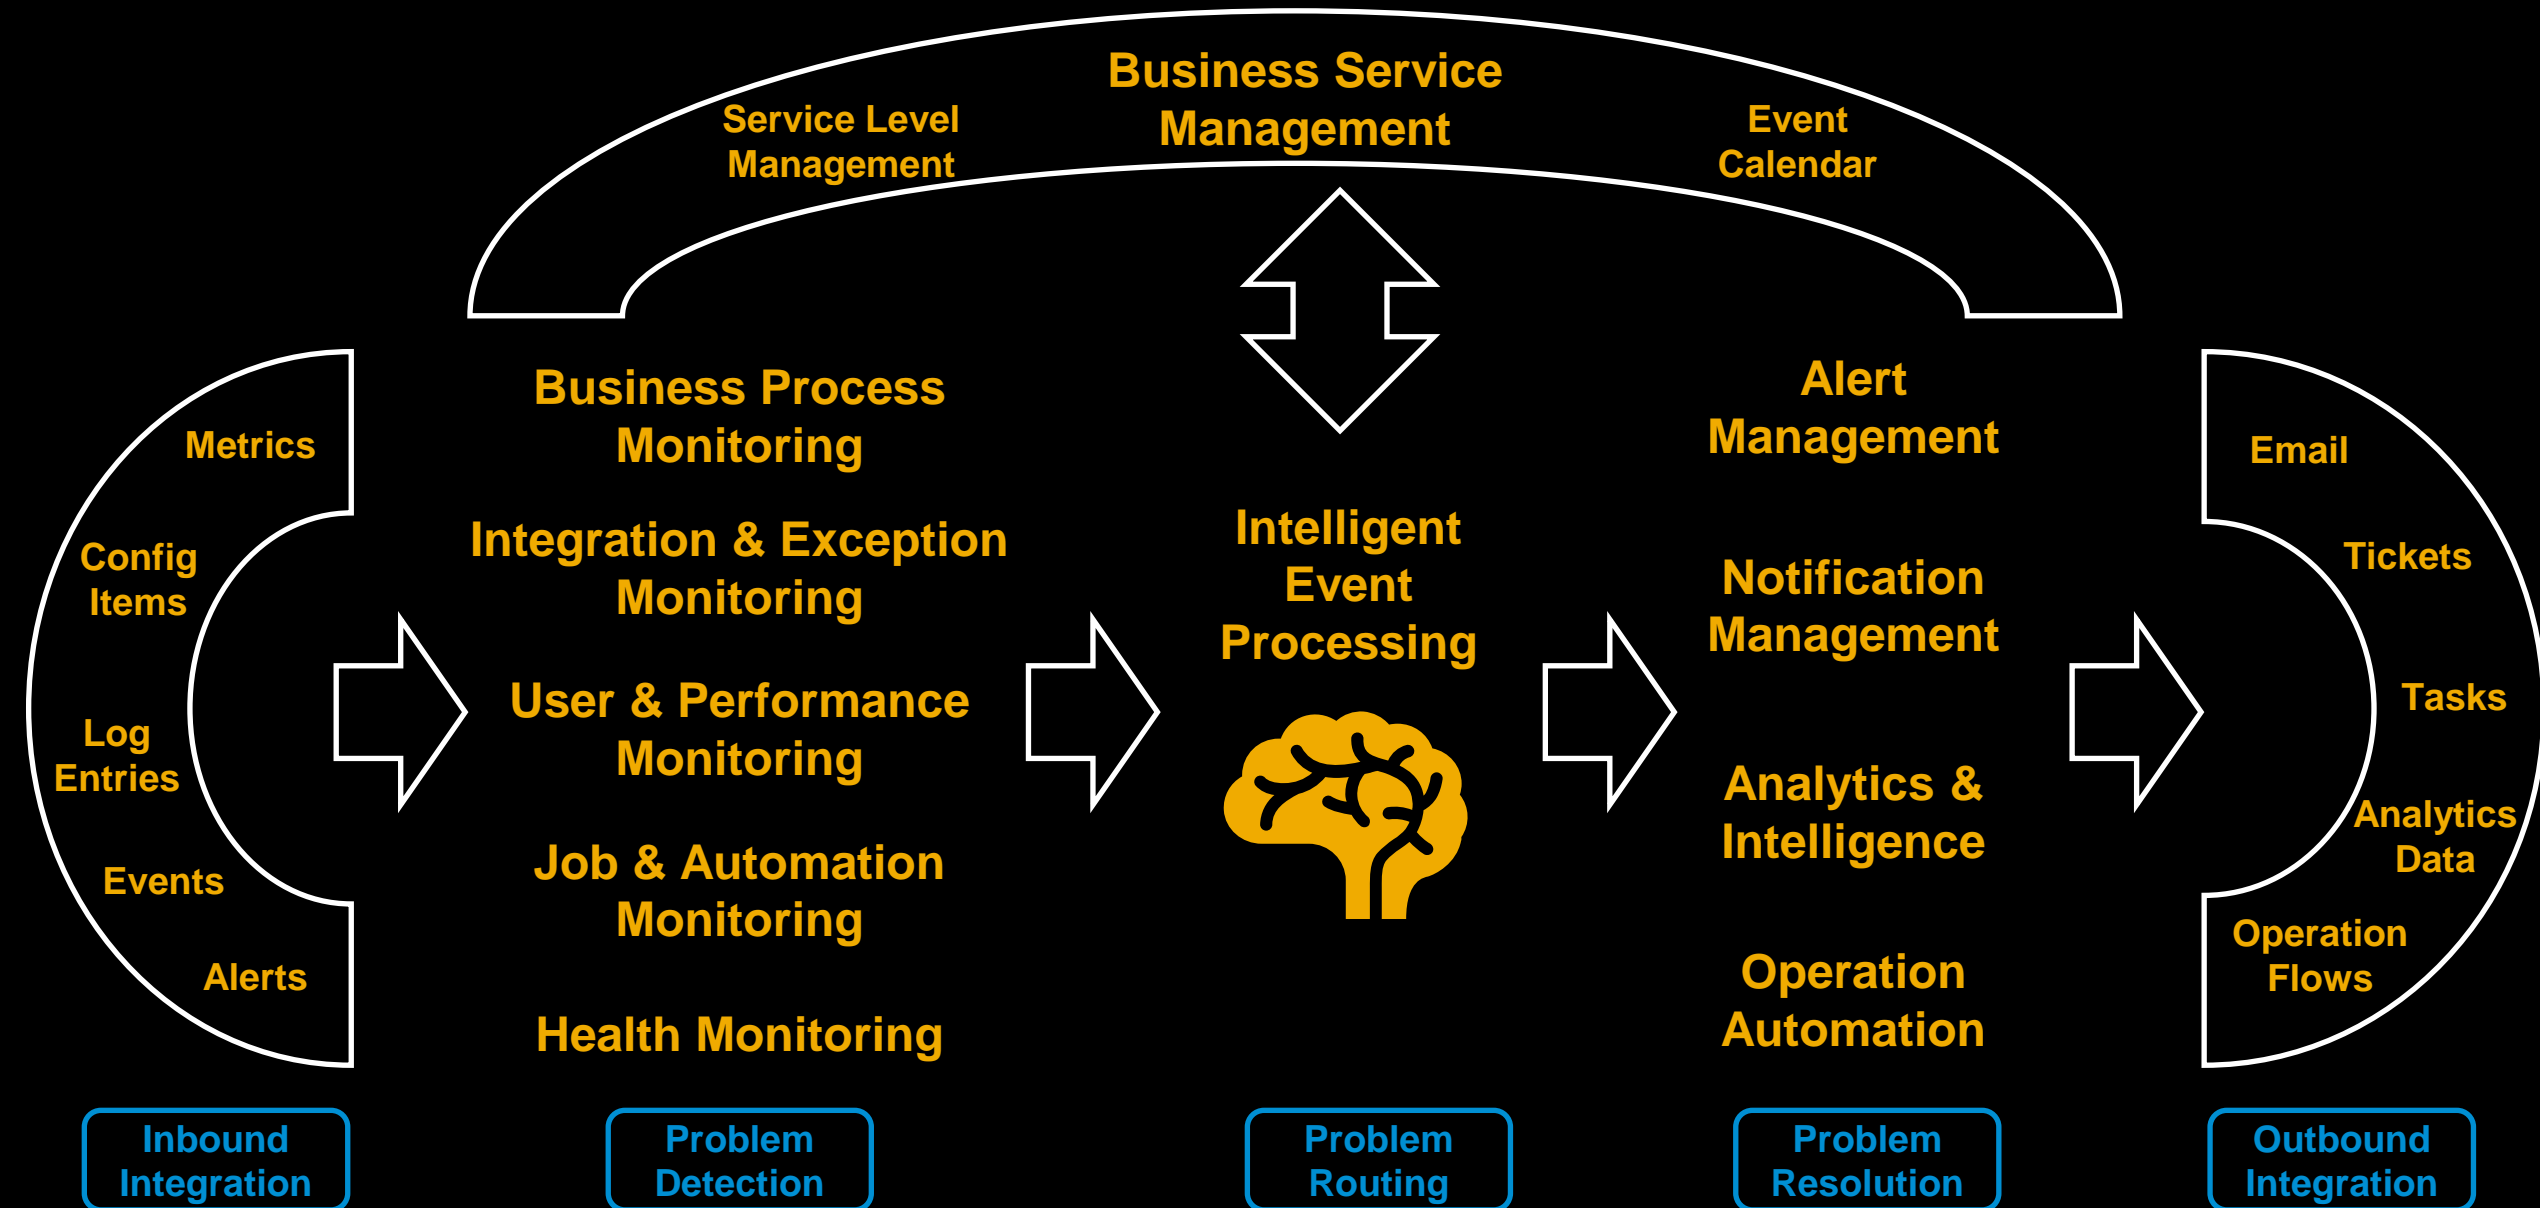 Business Service
Management
Service Level
Management
Event
Calendar
Metrics
Config
Items
Log
Entries
Events
Alerts
Business Process
Monitoring
Integration & Exception
Monitoring
User & Performance
Monitoring
Job & Automation
Monitoring
Health Monitoring
Intelligent
Event
Processing
Alert
Management
Notification
Management
Analytics &
Intelligence
Operation
Automation
Email
Tickets
Tasks
Analytics
Data
Operation
Flows
Inbound
Integration
Problem
Detection
Problem
Routing
Problem
Resolution
Outbound
Integration